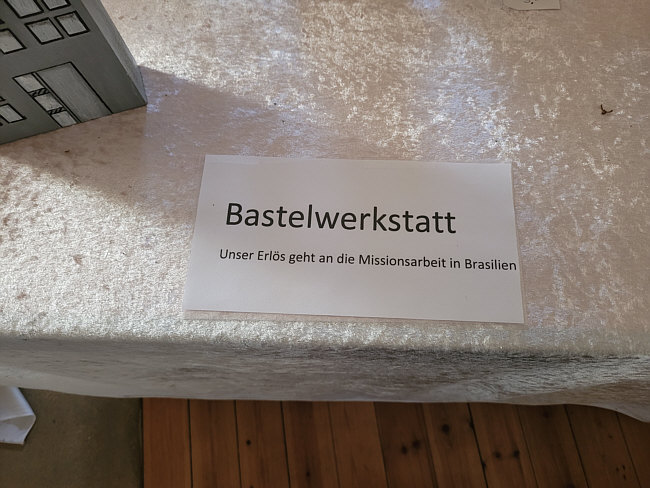 Bastelwerkstatt
Unser Erlös geht an die Missionsarbeit in Brasilien